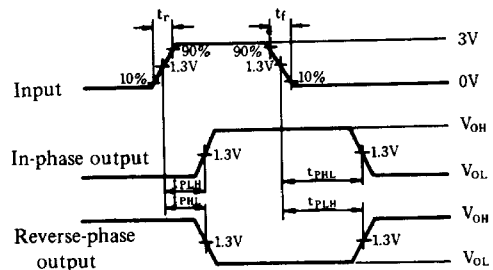 tr tf
90% 90% 3V
1.3V 1.3V
10% 10% 0V
Input
VOH
In-phase output 1.3V tPHL 1.3V
tPLH VOL
tPHL tPLH VOH
Reverse-phase 1.3V 1.3V
output VOL